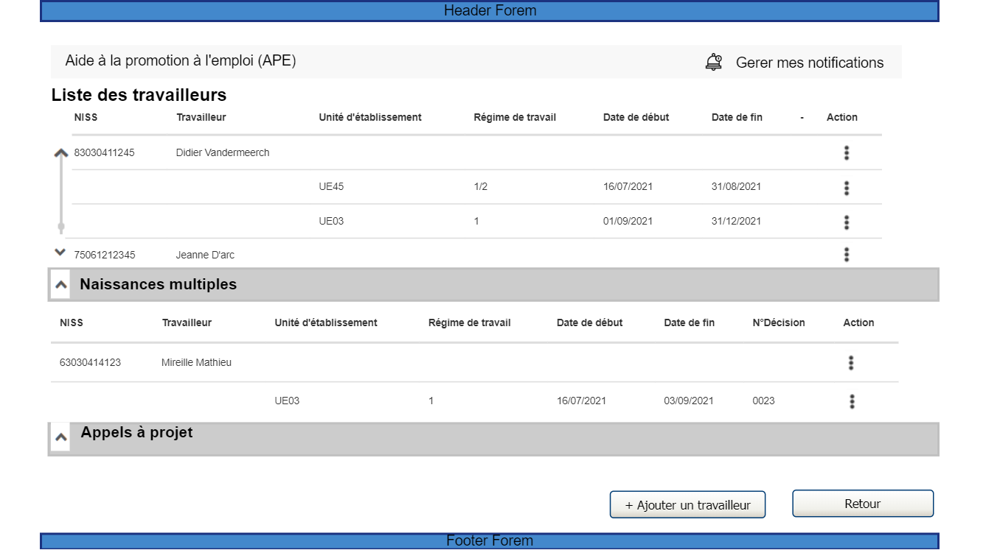 Header Forem
Aide à la promotion à l'emploi (APE) Gerer mes notifications
Liste des travailleurs
NISS Travailleur Unité d'établissement Régime de travail Date de début Date de fin - Action
83030411245 Didier Vandermeerch
UE45 1/2 16/07/2021 31/08/2021
UE03 1 01/09/2021 31/12/2021
75061212345 Jeanne D'arc
Naissances multiples
NISS Travailleur Unité d'établissement Régime de travail Date de début Date de fin N°Décision Action
63030414123 Mireille Mathieu
UE03 1 16/07/2021 03/09/2021 0023
Appels à projet
+ Ajouter un travailleur Retour
Footer Forem